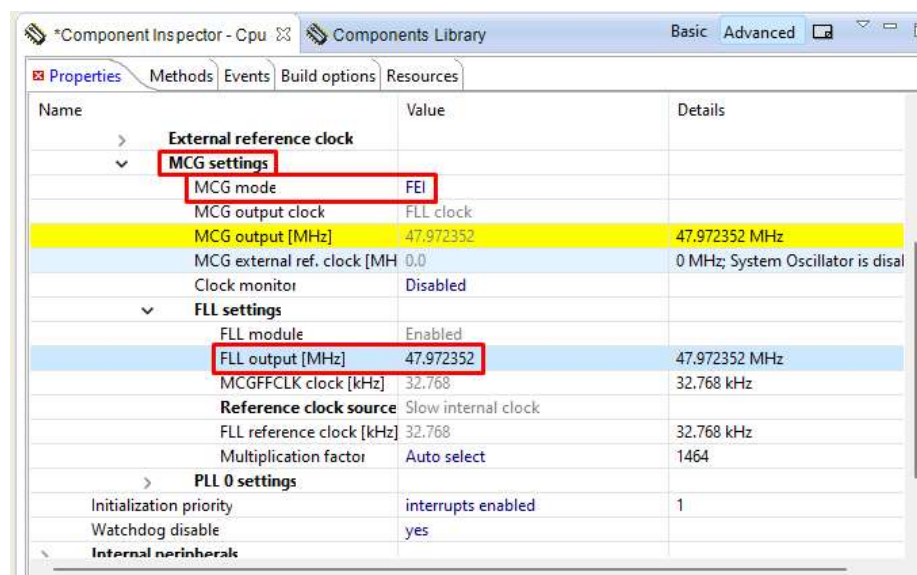 *Component Inspector - Cpu Components Library Basic Advanced
Properties Methods Events Build options Resources
Name Value Details
External reference clock
MCG settings
MCG mode FEI
MCG output clock FLL clock
MCG output [MHz] 47.972352 47.972352 MHz
MCG external ref. clock [MH 0.0 0 MHz; System Oscillator is disal
Clock monitor Disabled
FLL settings
FLL module Enabled
FLL output [MHz] 47.972352 47.972352 MHz
MCGFFCLK clock [kHz] 32.768 32.768 kHz
Reference clock source Slow internal clock
FLL reference clock [kHz] 32.768 32.768 kHz
Multiplication factor Auto select 1464
PLL 0 settings
Initialization priority interrupts enabled 1
Watchdog disable yes
Internal peripherals